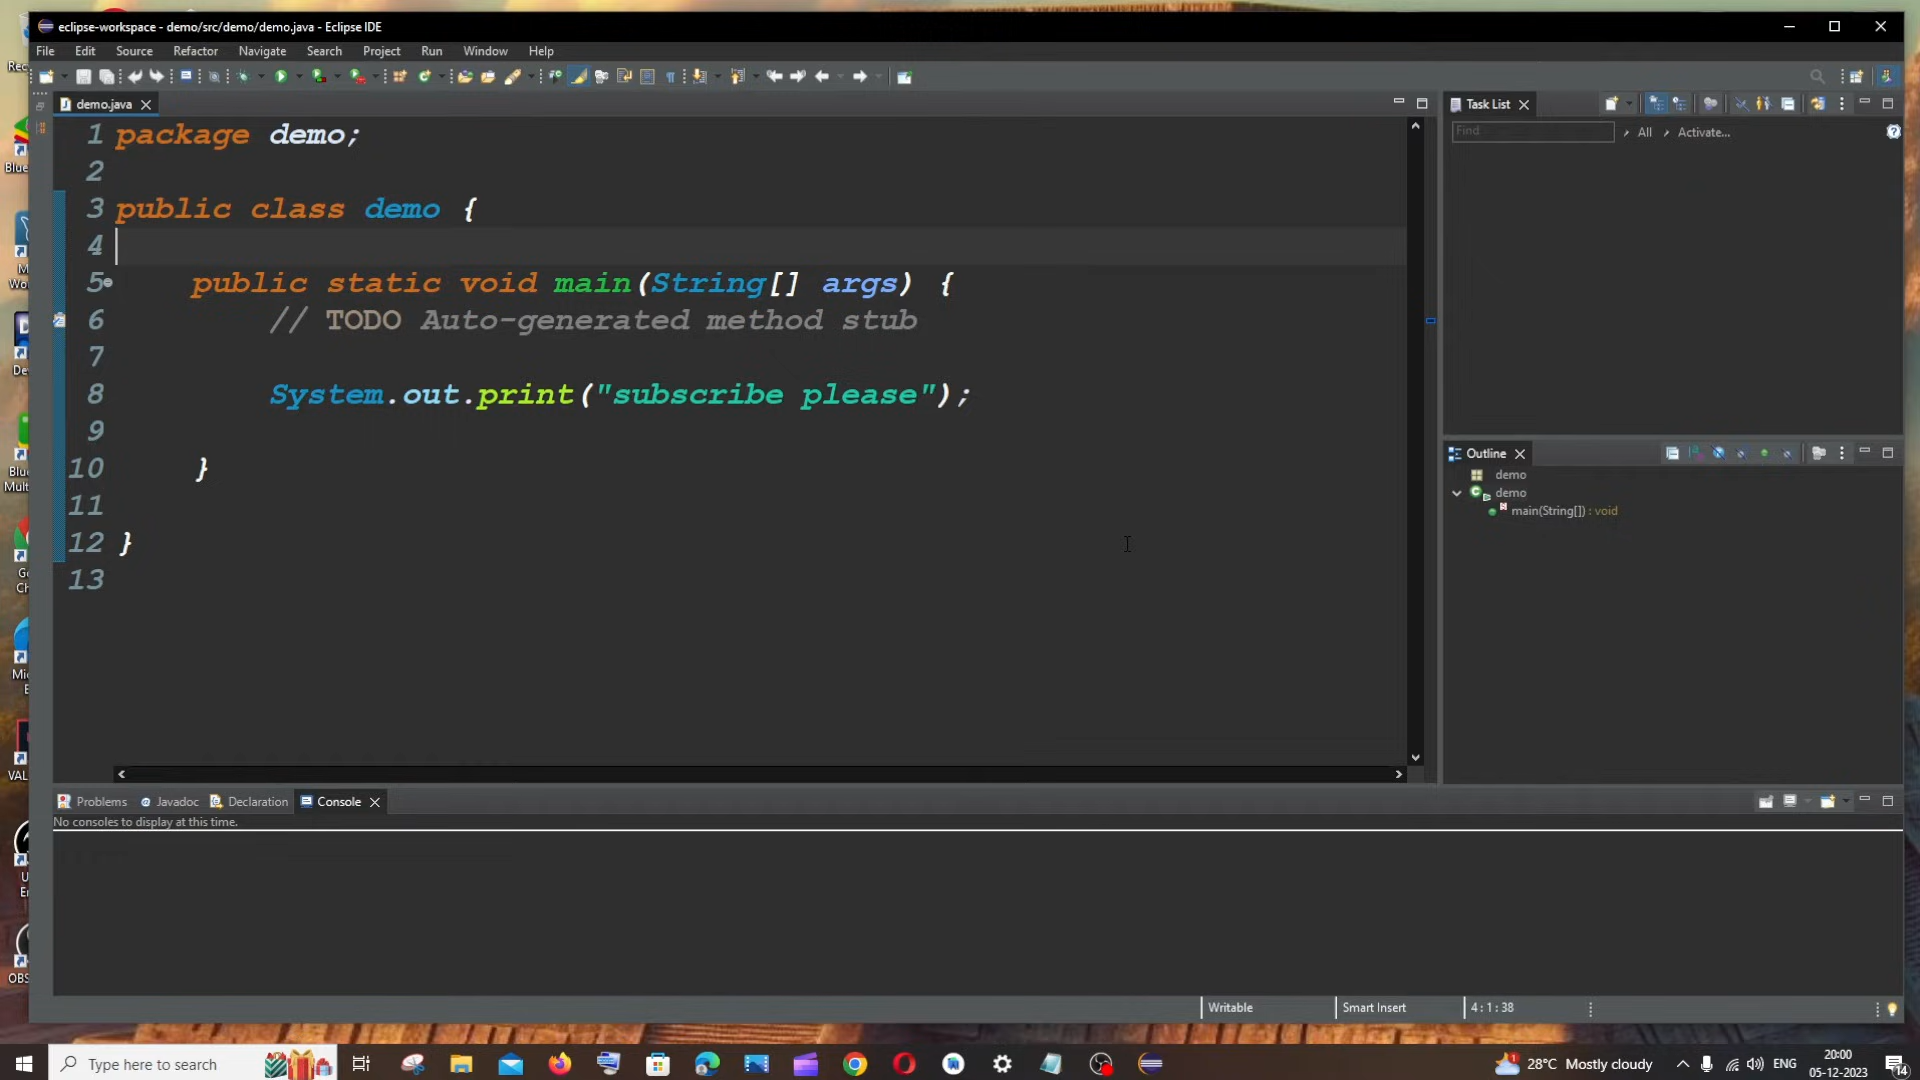 eclipse-workspace - demo/src/demo/demo.java - Eclipse IDE
File Edit Source Refactor Navigate Search Project Run Window Help
demo.java
1 package demo;
2
3 public class demo {
4
5 public static void main(String[] args) {
6 // TODO Auto-generated method stub
7
8 System.out.print("subscribe please");
9
10 }
11
12 }
13
Task List
Find
All
Activate...
Outline
demo
demo
main(String[]) : void
Problems Javadoc Declaration Console
No consoles to display at this time.
Writable Smart Insert 4 : 1 : 38
Type here to search
28°C Mostly cloudy
ENG
20:00
05-12-2023
14